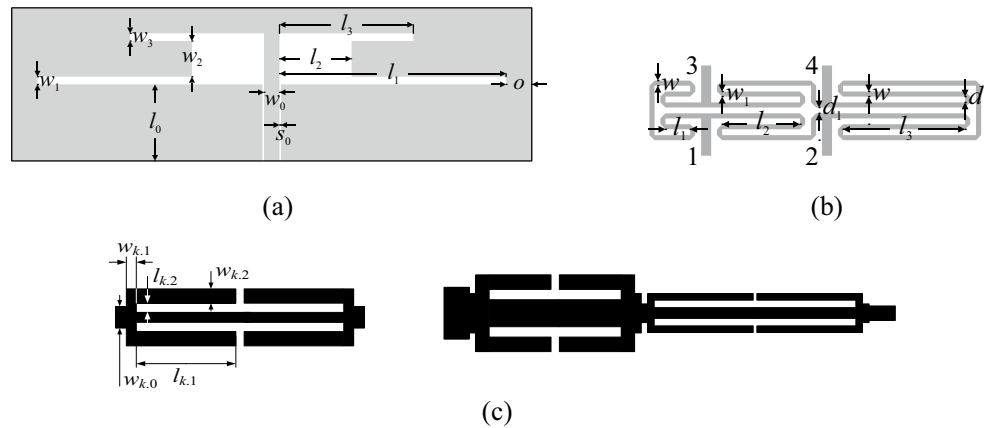 l₃
w₃
w₂
l₂
l₁
w₁
o
w₀
l₀
s₀
(a)
3 4
w w₁ w d
d₁
l₁ l₂ l₃
1 2
(b)
wₖ.₁
lₖ.₂ wₖ.₂
wₖ.₀ lₖ.₁
(c)